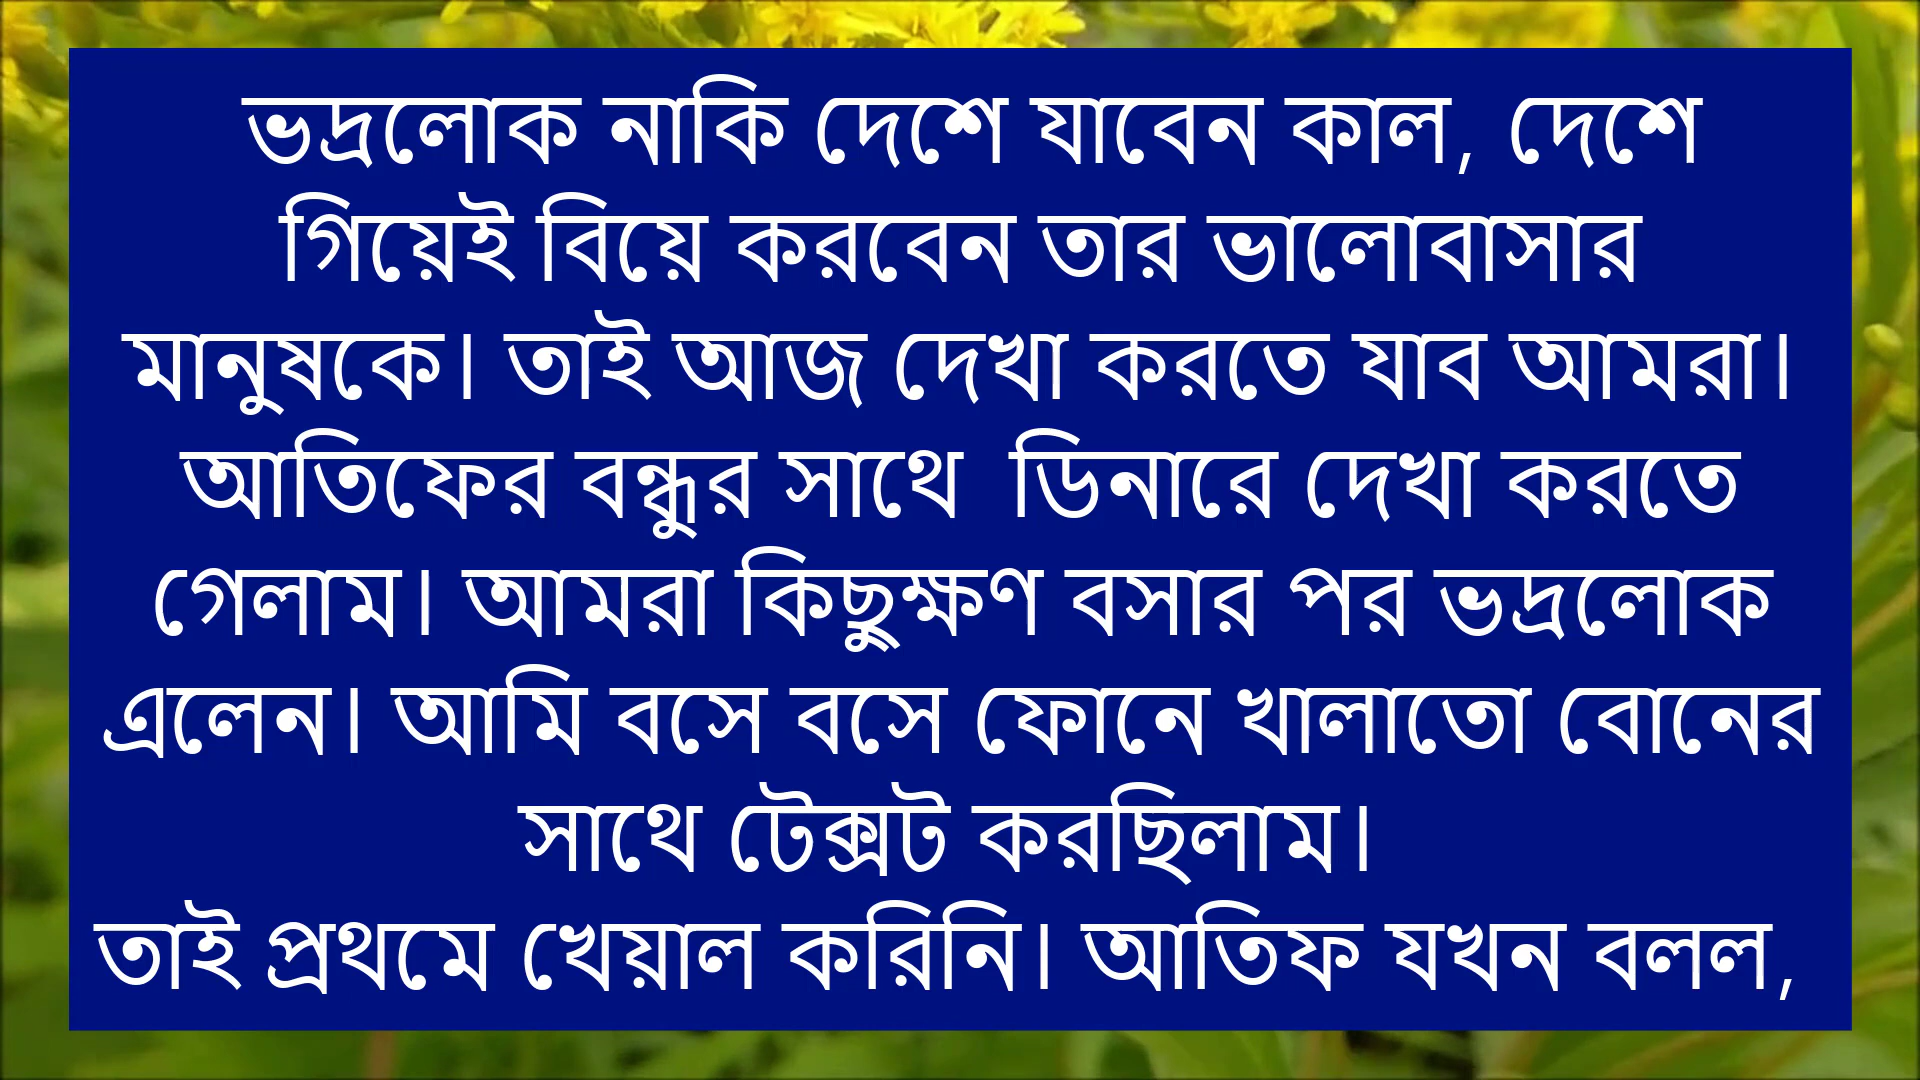 ভদ্রলোক নাকি দেশে যাবেন কাল, দেশে
গিয়েই বিয়ে করবেন তার ভালোবাসার
মানুষকে। তাই আজ দেখা করতে যাব আমরা।
আতিফের বন্ধুর সাথে  ডিনারে দেখা করতে
গেলাম। আমরা কিছুক্ষণ বসার পর ভদ্রলোক
এলেন। আমি বসে বসে ফোনে খালাতো বোনের
সাথে টেক্সট করছিলাম।
তাই প্রথমে খেয়াল করিনি। আতিফ যখন বলল,